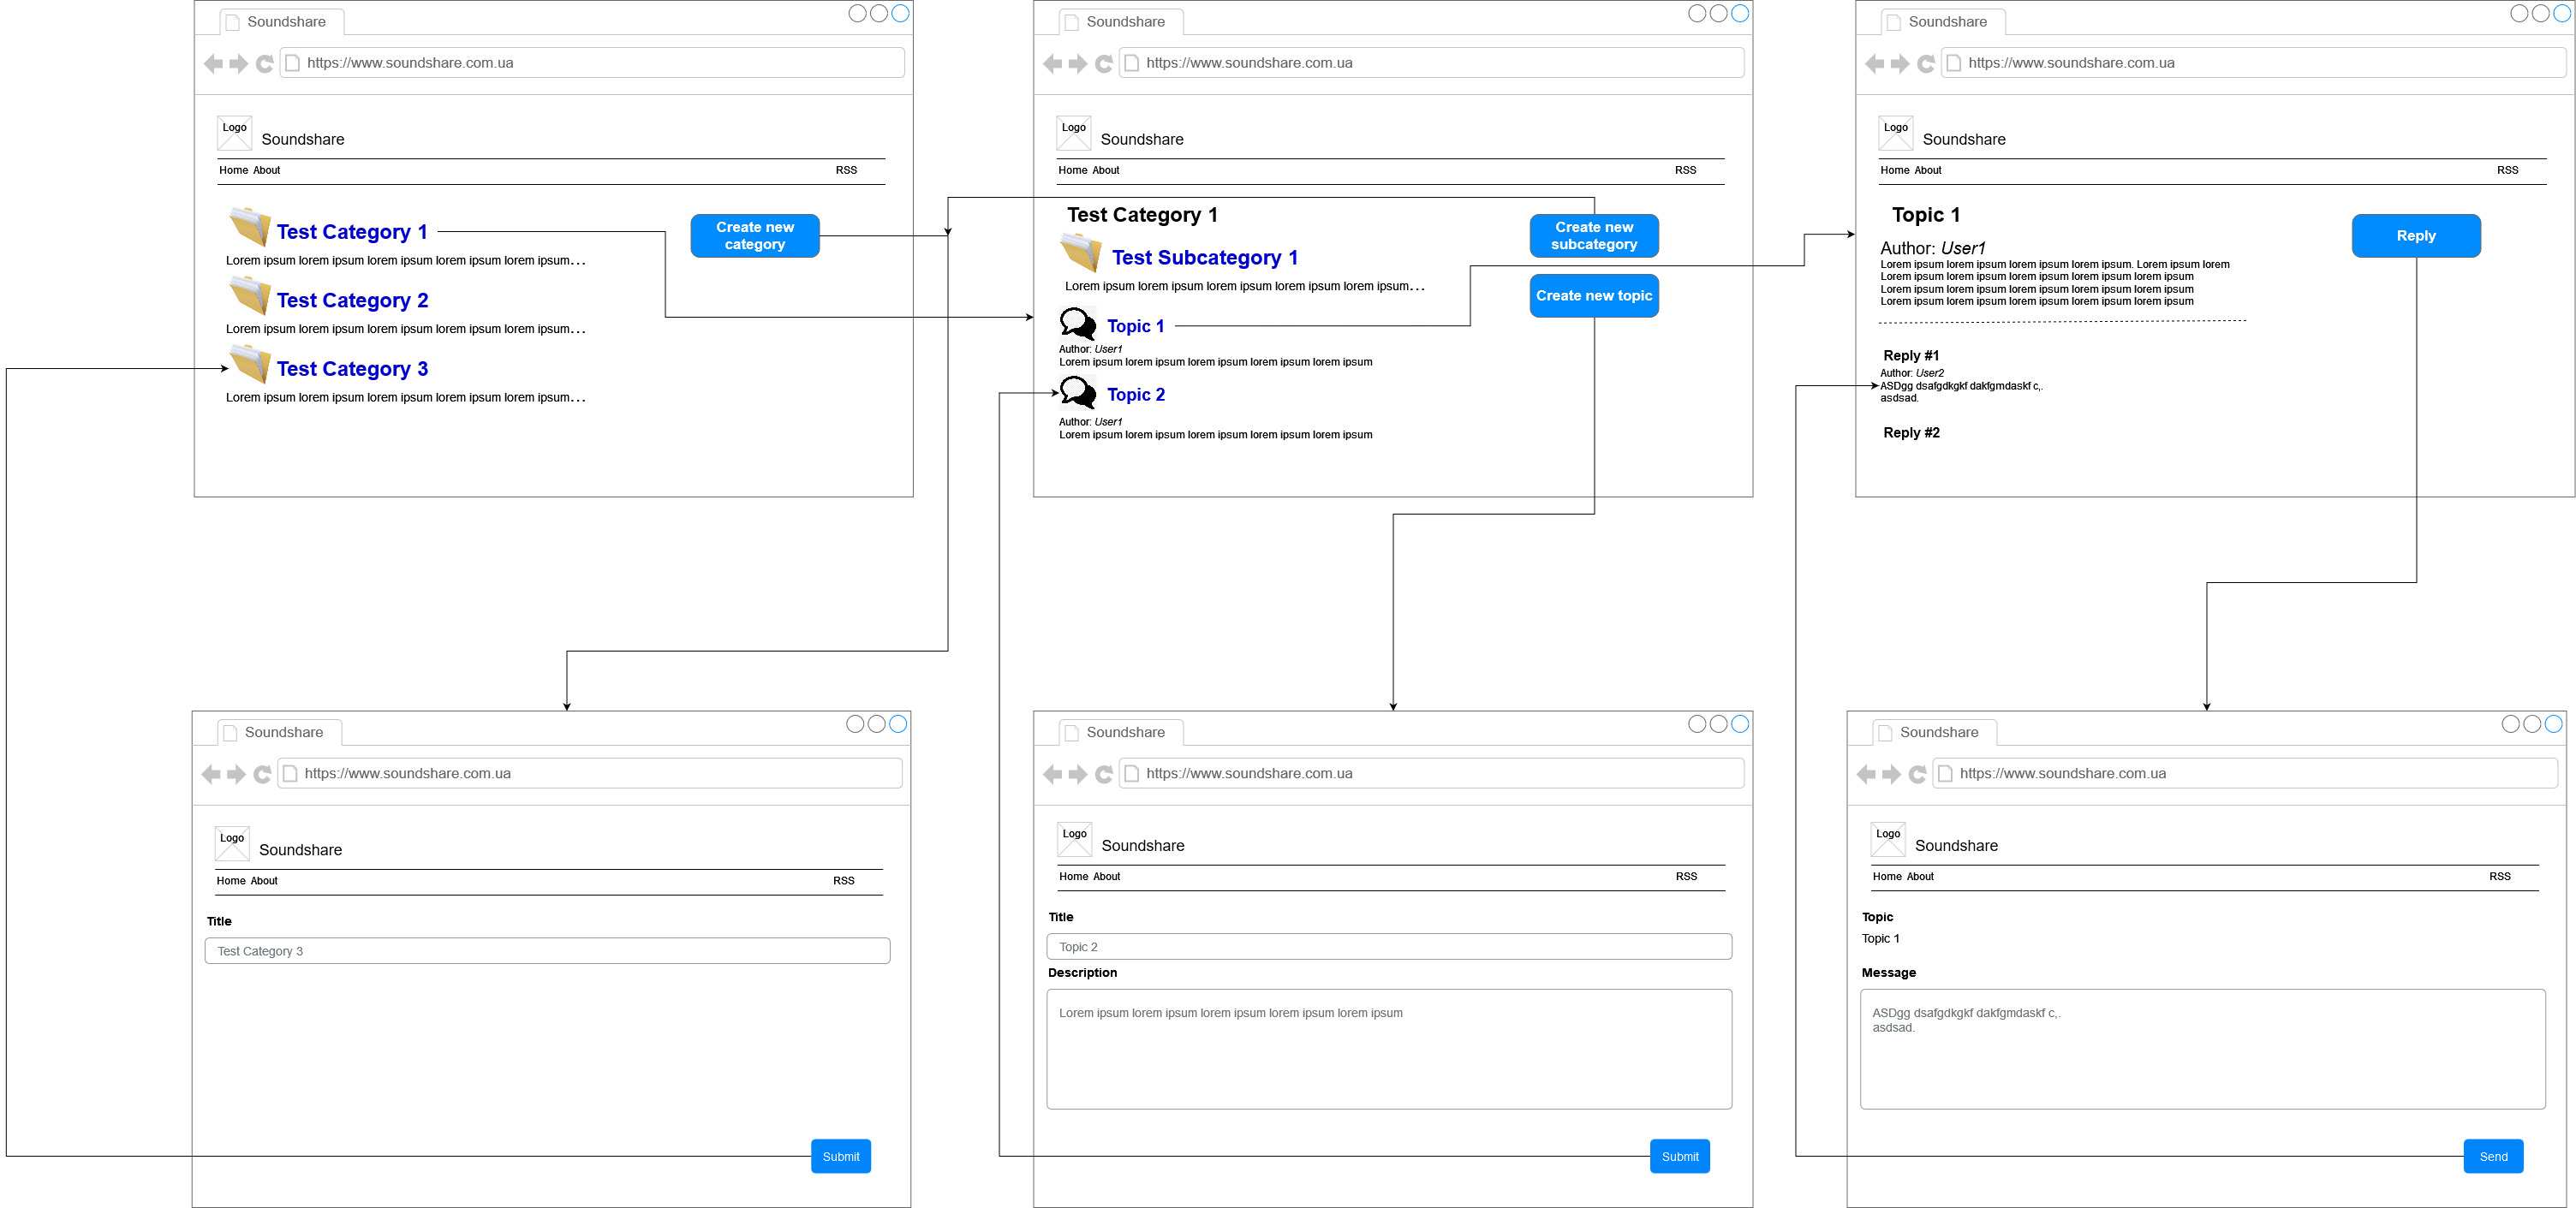 Soundshare
https://www.soundshare.com.ua
Logo
Soundshare
Home About RSS
Test Category 1
Create new
category
Lorem ipsum lorem ipsum lorem ipsum lorem ipsum lorem ipsum...
Test Category 2
Lorem ipsum lorem ipsum lorem ipsum lorem ipsum lorem ipsum...
Test Category 3
Lorem ipsum lorem ipsum lorem ipsum lorem ipsum lorem ipsum...
Soundshare
https://www.soundshare.com.ua
Logo
Soundshare
Home About RSS
Test Category 1
Create new
subcategory
Test Subcategory 1
Lorem ipsum lorem ipsum lorem ipsum lorem ipsum lorem ipsum...
Create new topic
Topic 1
Author: User1
Lorem ipsum lorem ipsum lorem ipsum lorem ipsum lorem ipsum
Topic 2
Author: User1
Lorem ipsum lorem ipsum lorem ipsum lorem ipsum lorem ipsum
Soundshare
https://www.soundshare.com.ua
Logo
Soundshare
Home About RSS
Topic 1
Reply
Author: User1
Lorem ipsum lorem ipsum lorem ipsum lorem ipsum. Lorem ipsum lorem
Lorem ipsum lorem ipsum lorem ipsum lorem ipsum lorem ipsum
Lorem ipsum lorem ipsum lorem ipsum lorem ipsum lorem ipsum
Lorem ipsum lorem ipsum lorem ipsum lorem ipsum lorem ipsum
Reply #1
Author: User2
ASDgg dsafgdkgkf dakfgmdaskf c,.
asdsad.
Reply #2
Soundshare
https://www.soundshare.com.ua
Logo
Soundshare
Home About RSS
Title
Test Category 3
Submit
Soundshare
https://www.soundshare.com.ua
Logo
Soundshare
Home About RSS
Title
Topic 2
Description
Lorem ipsum lorem ipsum lorem ipsum lorem ipsum lorem ipsum
Submit
Soundshare
https://www.soundshare.com.ua
Logo
Soundshare
Home About RSS
Topic
Topic 1
Message
ASDgg dsafgdkgkf dakfgmdaskf c,.
asdsad.
Send